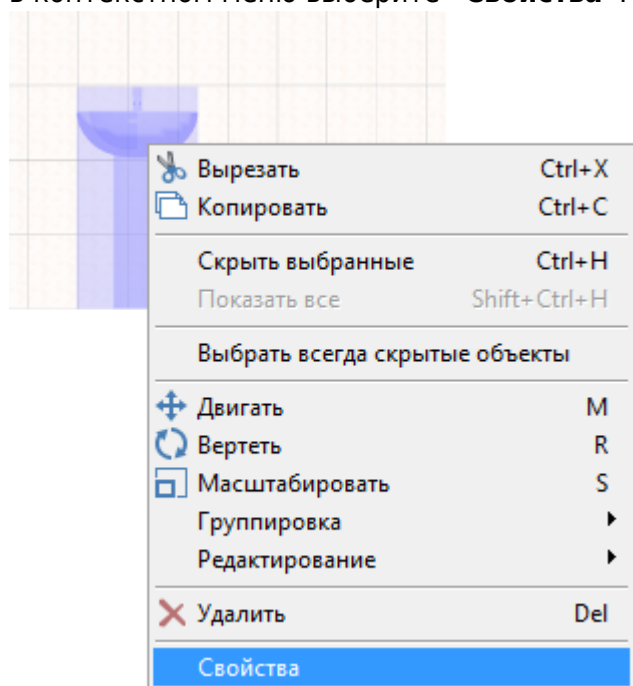 В контекстном меню выберите "Свойства".
Вырезать Ctrl+X
Копировать Ctrl+C
Скрыть выбранные Ctrl+H
Показать все Shift+Ctrl+H
Выбрать всегда скрытые объекты
Двигать M
Вертеть R
Масштабировать S
Группировка
Редактирование
Удалить Del
Свойства